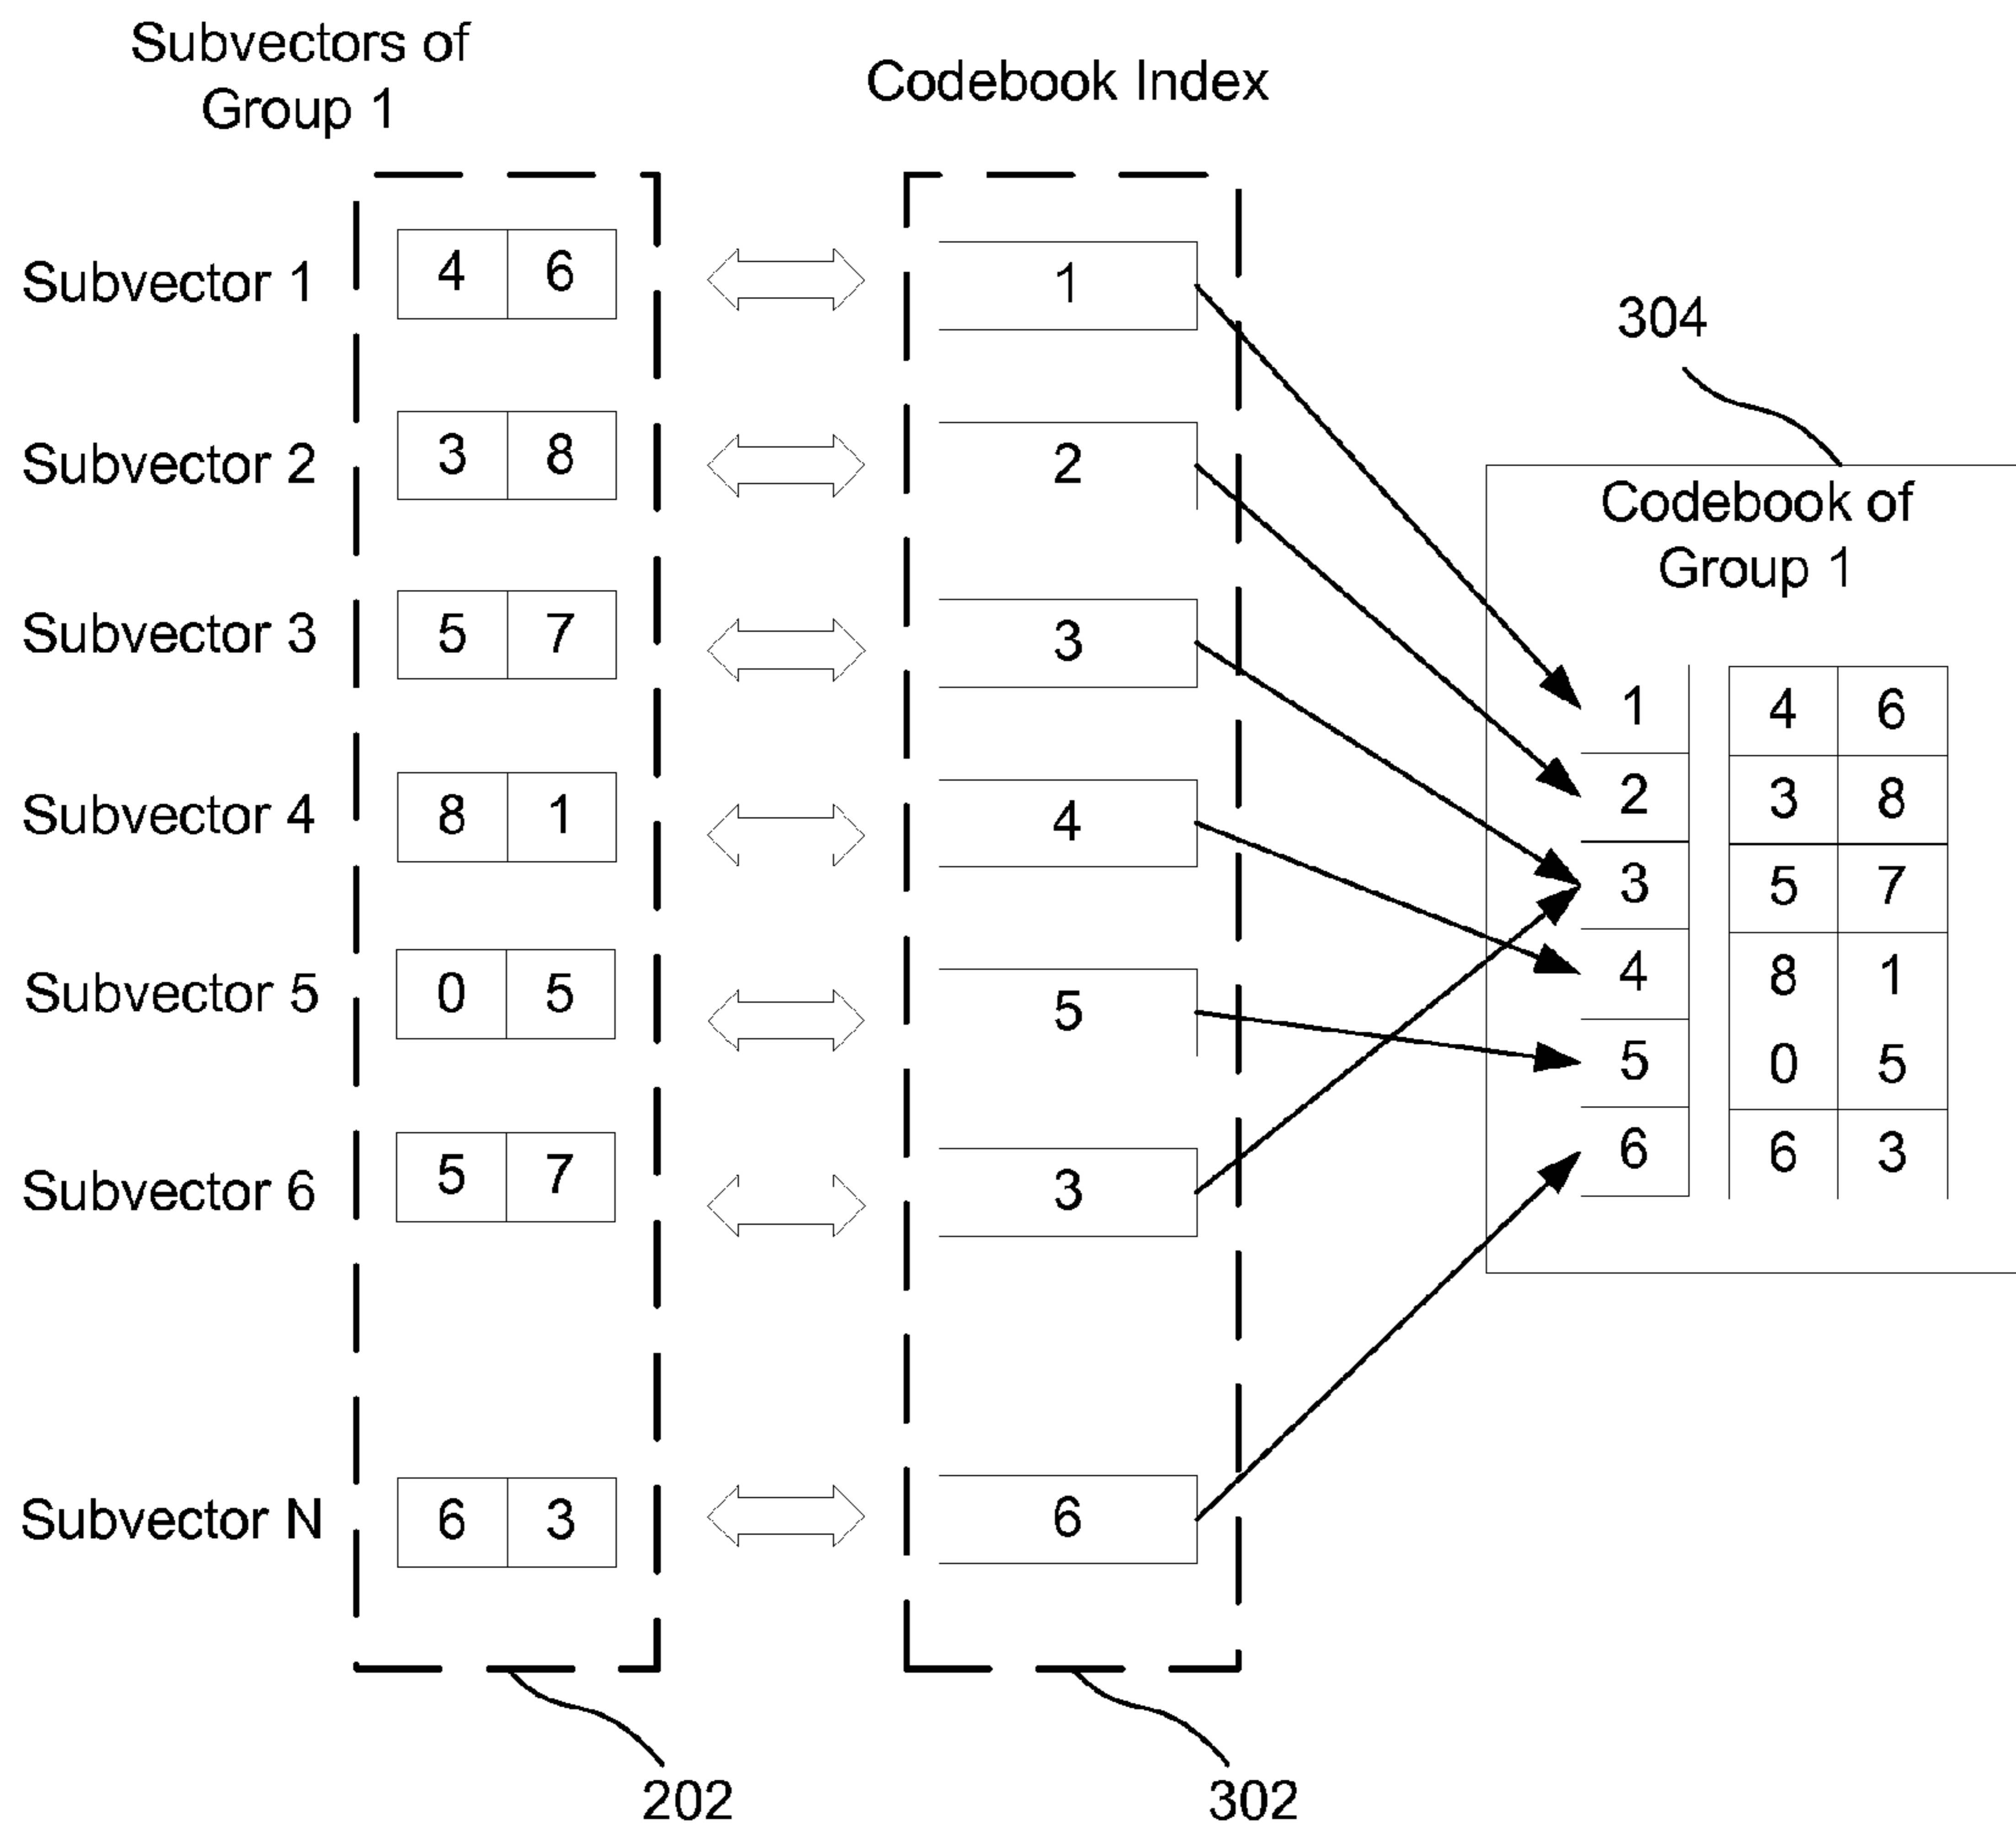 Subvectors of
Group 1
Codebook Index
Subvector 1 4 6 1
304
Subvector 2 3 8 2
Codebook of
Group 1
Subvector 3 5 7 3
1 4 6
2 3 8
Subvector 4 8 1 4
3 5 7
4 8 1
Subvector 5 0 5 5
5 0 5
6 6 3
Subvector 6 5 7 3
Subvector N 6 3 6
202
302